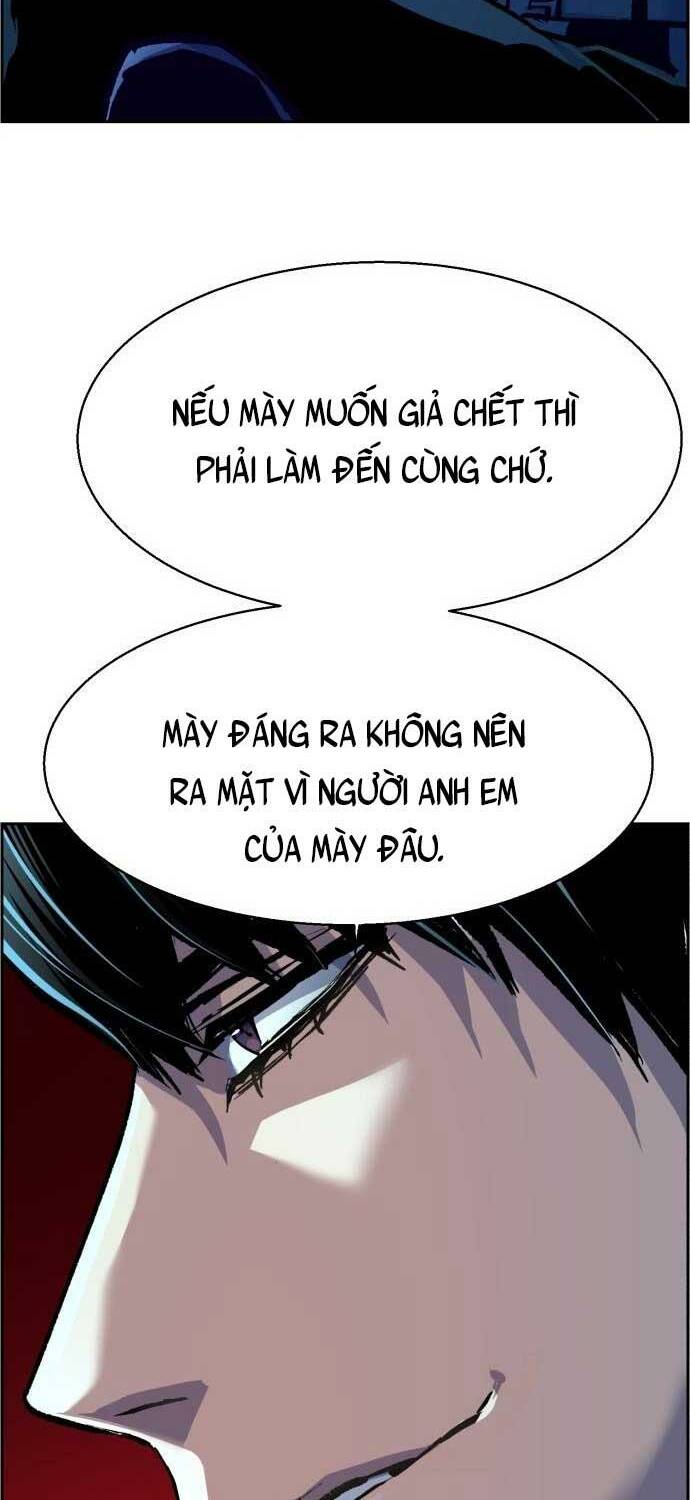 NẾU MÀY MUỐN GIẢ CHẾT THÌ
PHẢI LÀM ĐẾN CÙNG CHỨ.
MÀY ĐÁNG RA KHÔNG NÊN
RA MẶT VÌ NGƯỜI ANH EM
CỦA MÀY ĐÂU.